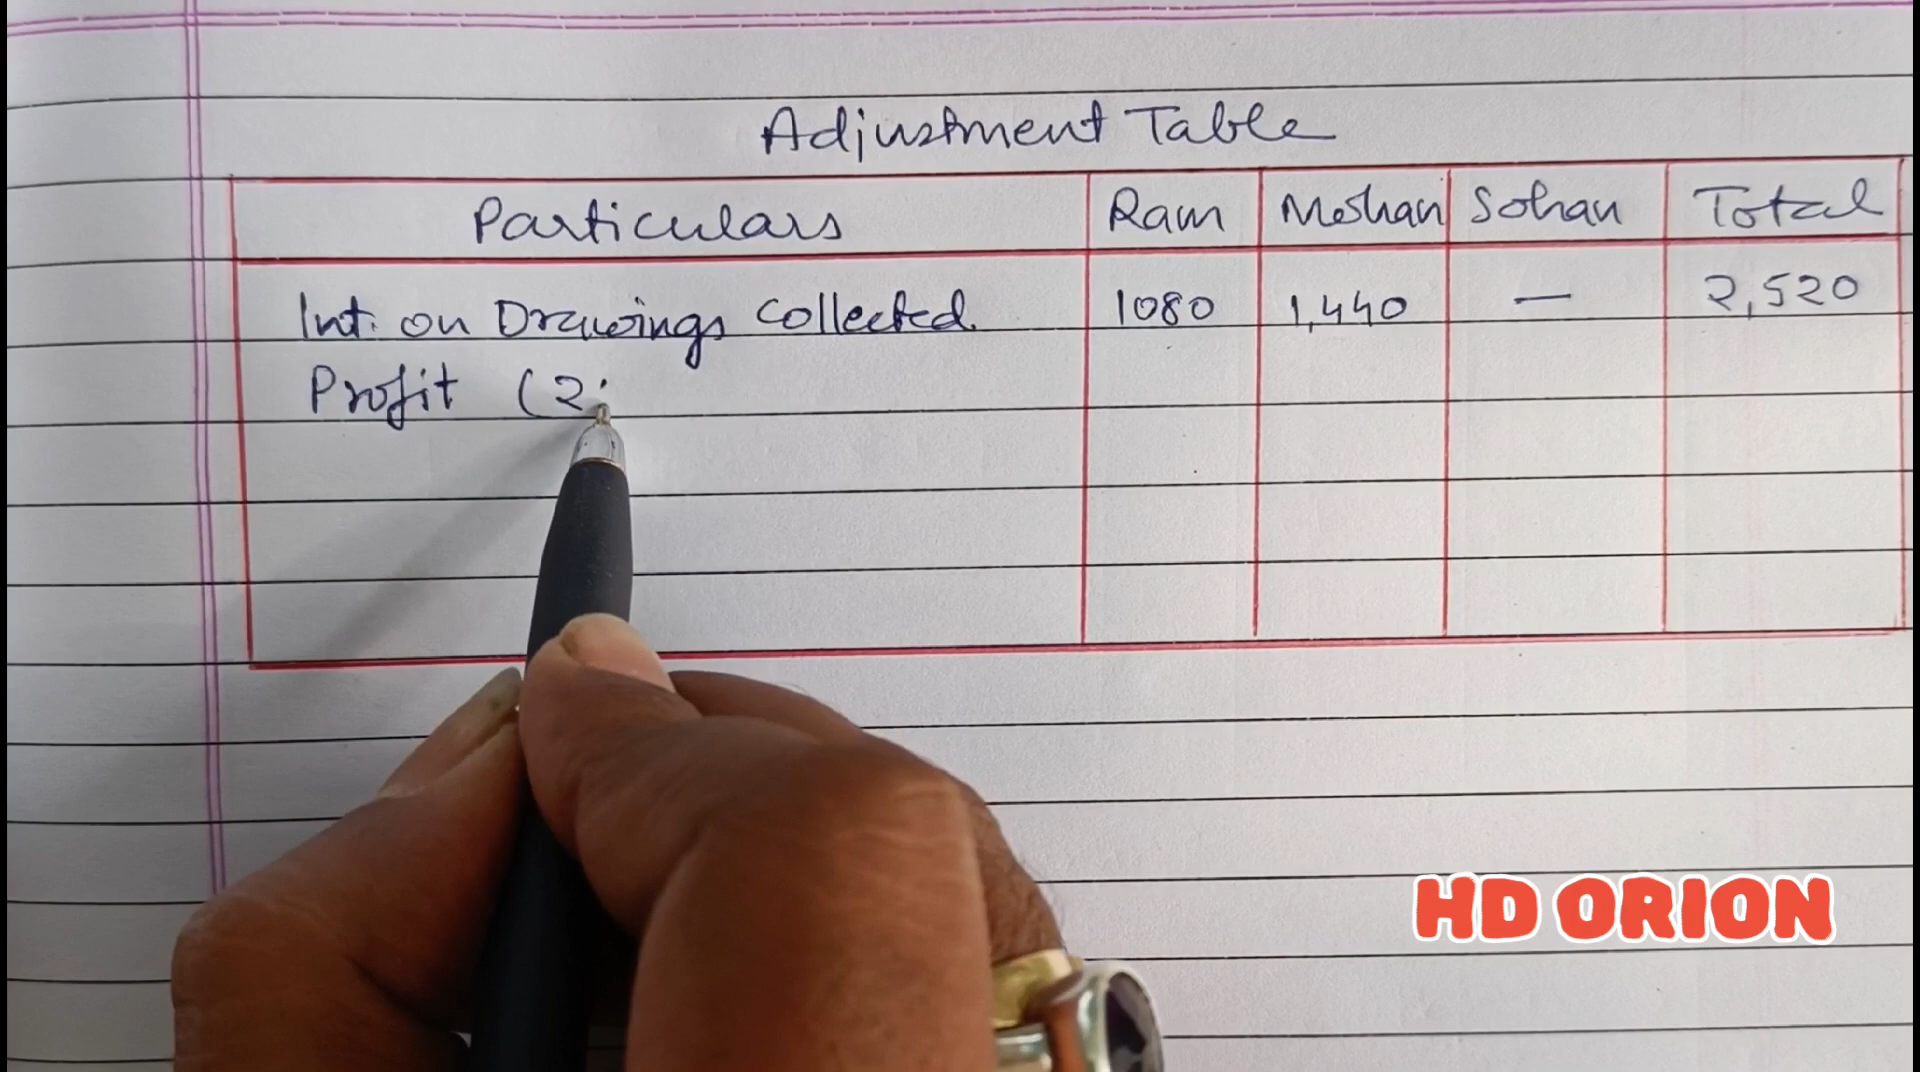 Adjustment Table
Particulars Ram Mohan Sohan Total
Int. on Drawings Collected 1080 1,440 — 2,520
Profit (2:
HD ORION